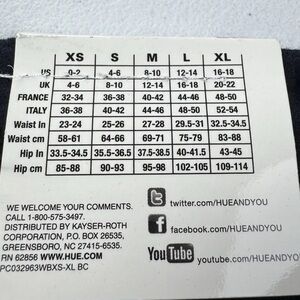 XS S M L XL
US 0-2 4-6 8-10 12-14 16-18
UK 4-6 8-10 12-14 16-18 20-22
FRANCE 32-34 36-38 40-42 44-46 48-50
ITALY 36-38 40-42 44-46 48-50 52-54
Waist In 23-24 25-26 27-28 29.5-31 32.5-34.5
Waist cm 58-61 64-66 69-71 75-79 83-88
Hip In 33.5-34.5 35.5-36.5 37.5-38.5 40-41.5 43-45
Hip cm 85-88 90-93 95-98 102-105 109-114
WE WELCOME YOUR COMMENTS.
CALL 1-800-575-3497.
DISTRIBUTED BY KAYSER-ROTH
CORPORATION, P.O. BOX 26535,
GREENSBORO, NC 27415-6535.
RN 62856 WWW.HUE.COM
PC032963WBXS-XL BC
t twitter.com/HUEANDYOU
f facebook.com/HUEANDYOU
YouTube youtube.com/HUEANDYOU